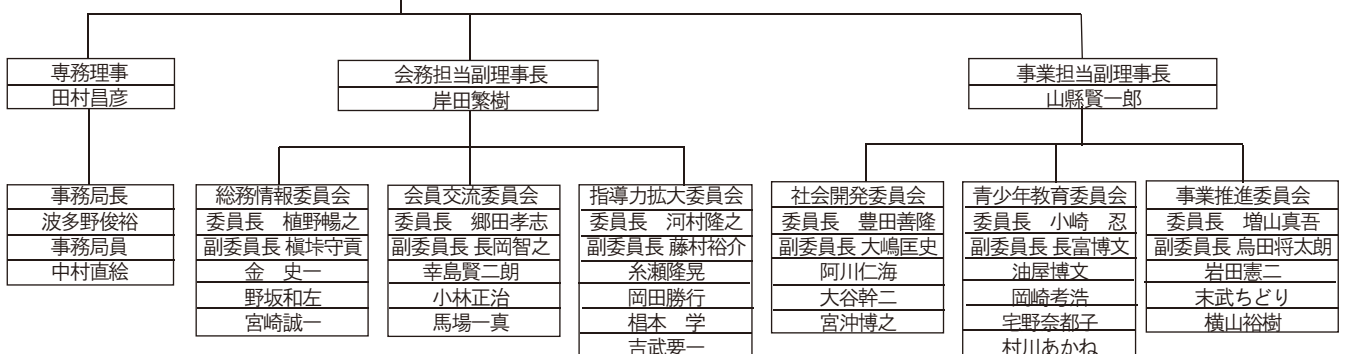 専務理事
田村昌彦
会務担当副理事長
岸田繁樹
事業担当副理事長
山縣賢一郎
事務局長
波多野俊裕
事務局員
中村直絵
総務情報委員会
委員長　植野暢之
副委員長 槇垰守貢
金　史一
野坂和左
宮崎誠一
会員交流委員会
委員長　郷田孝志
副委員長 長岡智之
幸島賢二朗
小林正治
馬場一真
指導力拡大委員会
委員長　河村隆之
副委員長 藤村裕介
糸瀬隆晃
岡田勝行
椙本　学
吉武要一
社会開発委員会
委員長　豊田善隆
副委員長 大嶋匡史
阿川仁海
大谷幹二
宮沖博之
青少年教育委員会
委員長　小崎　忍
副委員長 長富博文
油屋博文
岡崎考浩
宅野奈都子
村川あかね
事業推進委員会
委員長　増山真吾
副委員長 烏田将太朗
岩田憲二
末武ちどり
横山裕樹